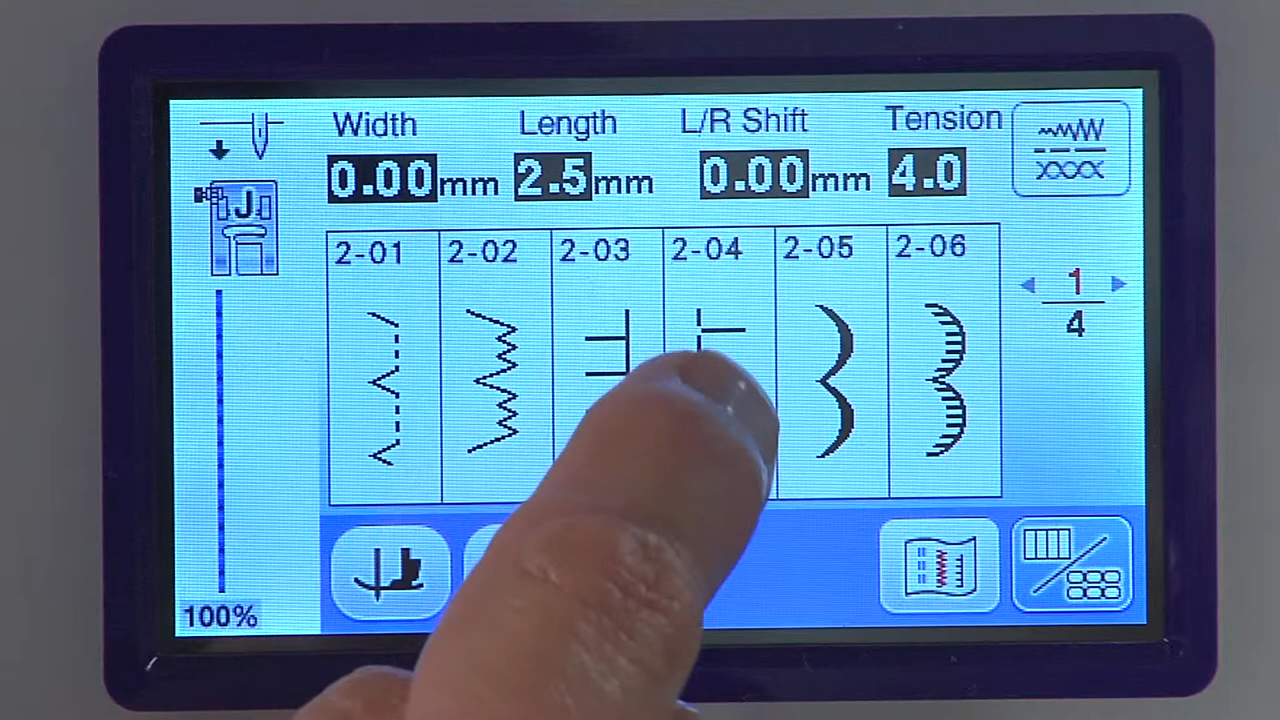 Width Length L/R Shift Tension
0.00mm 2.5mm 0.00mm 4.0
J
2-01 2-02 2-03 2-04 2-05 2-06
1
4
100%